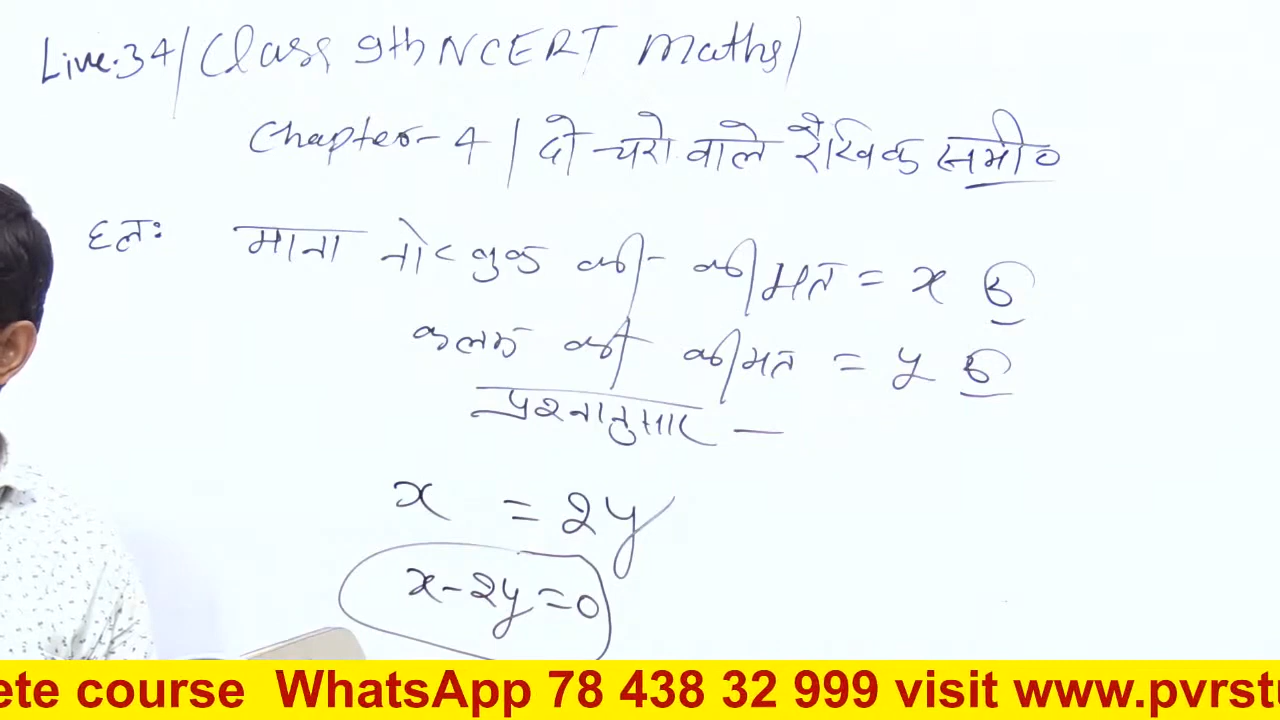 Live.34/Class 9th NCERT maths/
Chapter-4 | दो चरो वाले रैखिक समी०
हलः माना नोटबुक की कीमत = x रु
कलम की कीमत = y रु
प्रश्नानुसार —
x = 2y
x-2y=0
ete course WhatsApp 78 438 32 999 visit www.pvrst